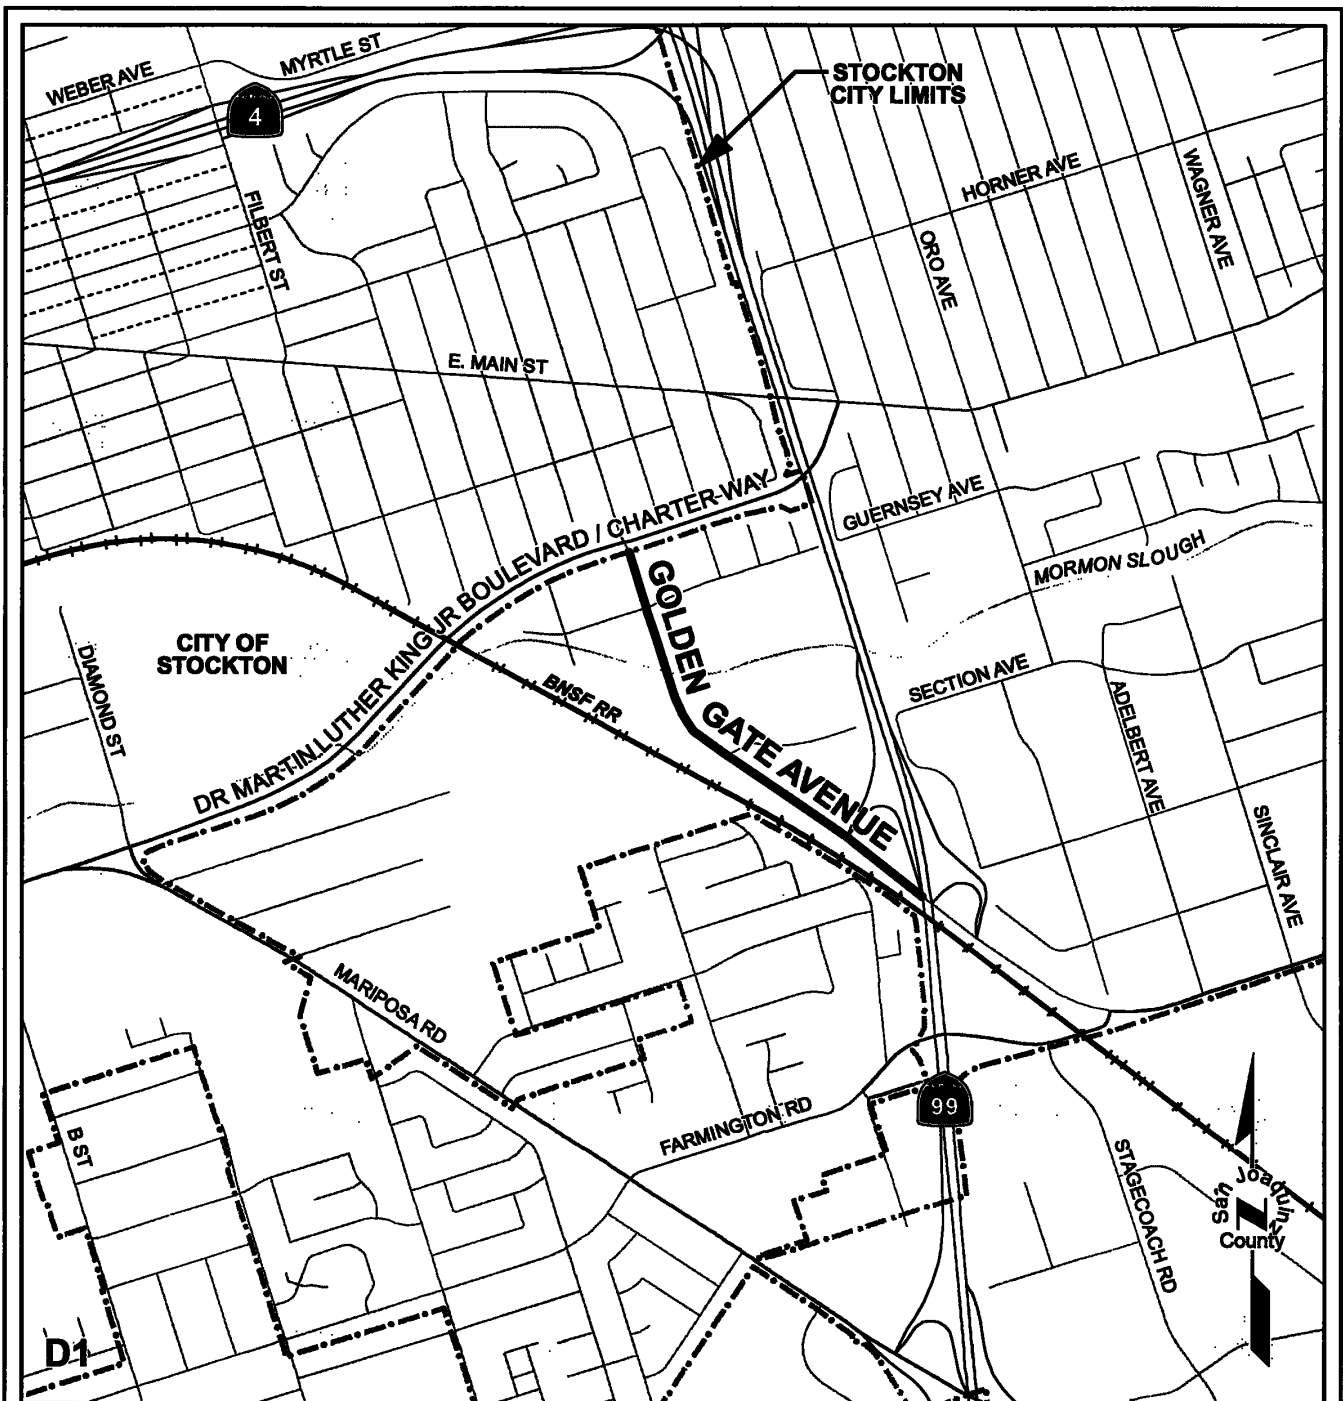 MYRTLE ST
WEBER AVE
STOCKTON
CITY LIMITS
4
HORNER AVE
WAGNER AVE
FILBERT ST
ORO AVE
E. MAIN ST
DR MARTIN LUTHER KING JR BOULEVARD / CHARTER WAY
GUERNSEY AVE
MORMON SLOUGH
GOLDEN GATE AVENUE
CITY OF
STOCKTON
DIAMOND ST
BNSF RR
SECTION AVE
ADELBERT AVE
SINCLAIR AVE
MARIPOSA RD
99
FARMINGTON RD
B ST
STAGECOACH RD
San Joaquin
N
County
D1